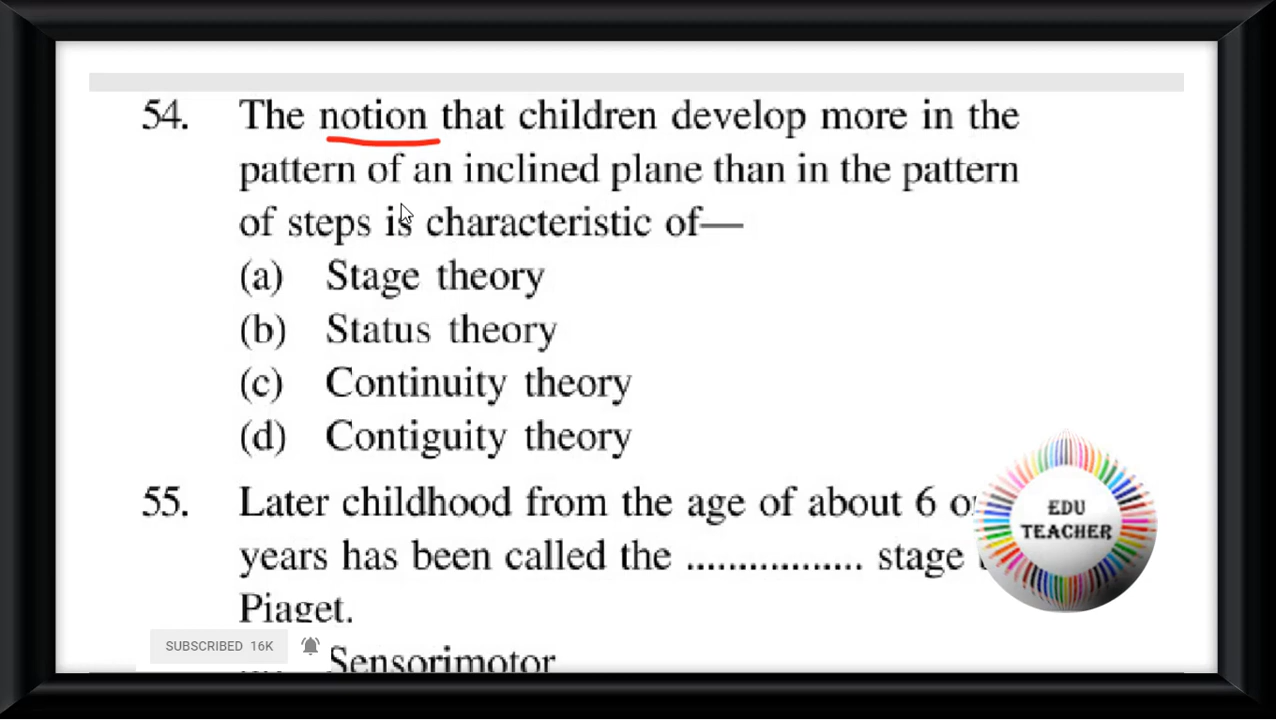 54. The notion that children develop more in the
pattern of an inclined plane than in the pattern
of steps is characteristic of—
(a) Stage theory
(b) Status theory
(c) Continuity theory
(d) Contiguity theory
55. Later childhood from the age of about 6
years has been called the ................. stage
Piaget.
Sensorimotor
EDU
TEACHER
SUBSCRIBED 16K